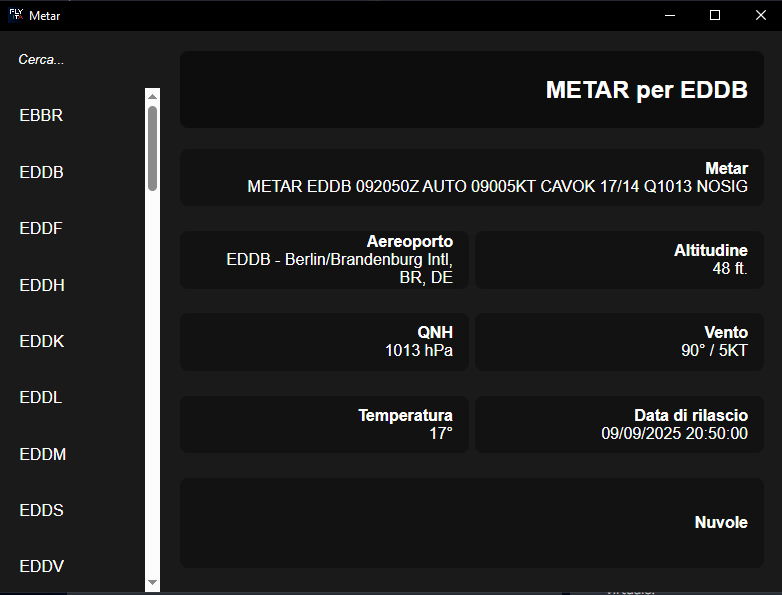 FLY
IT
Metar
Cerca...
EBBR
EDDB
EDDF
EDDH
EDDK
EDDL
EDDM
EDDS
EDDV
METAR per EDDB
Metar
METAR EDDB 092050Z AUTO 09005KT CAVOK 17/14 Q1013 NOSIG
Aereoporto
EDDB - Berlin/Brandenburg Intl,
BR, DE
Altitudine
48 ft.
QNH
1013 hPa
Vento
90° / 5KT
Temperatura
17°
Data di rilascio
09/09/2025 20:50:00
Nuvole